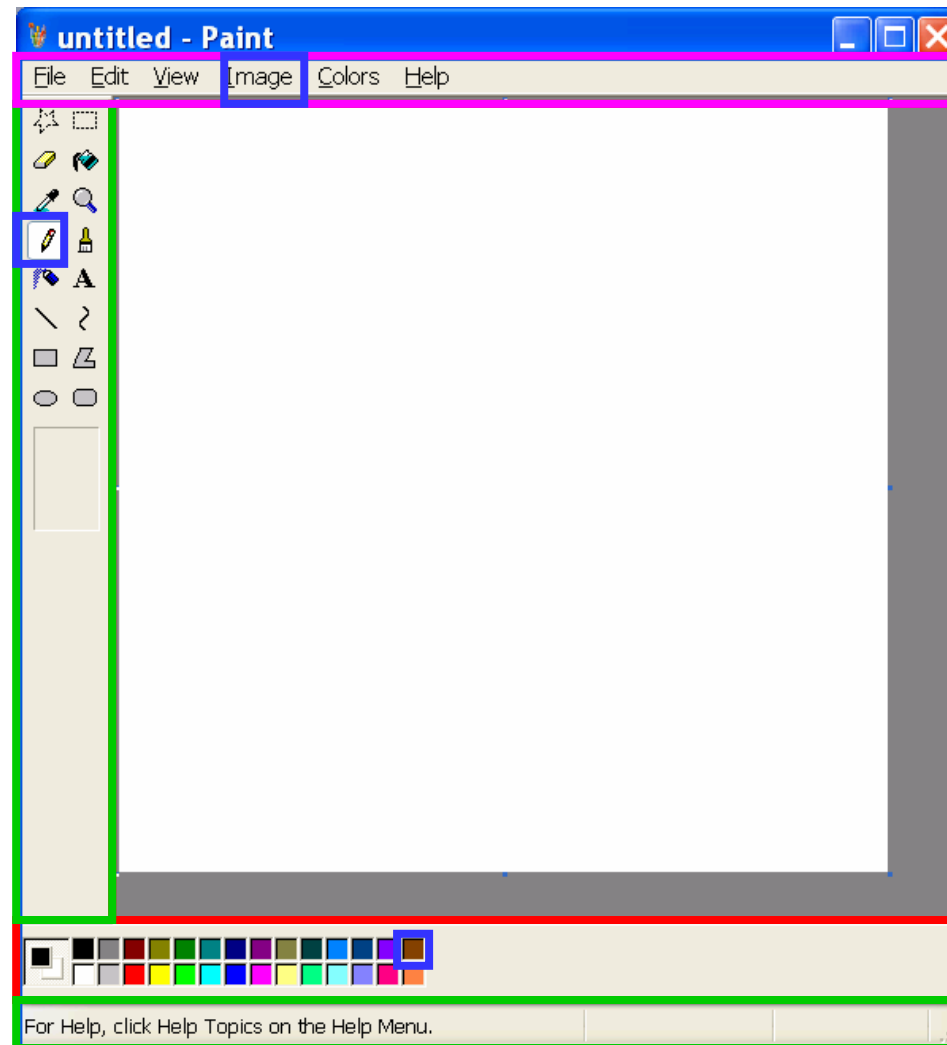 untitled - Paint
File Edit View Image Colors Help
A
For Help, click Help Topics on the Help Menu.